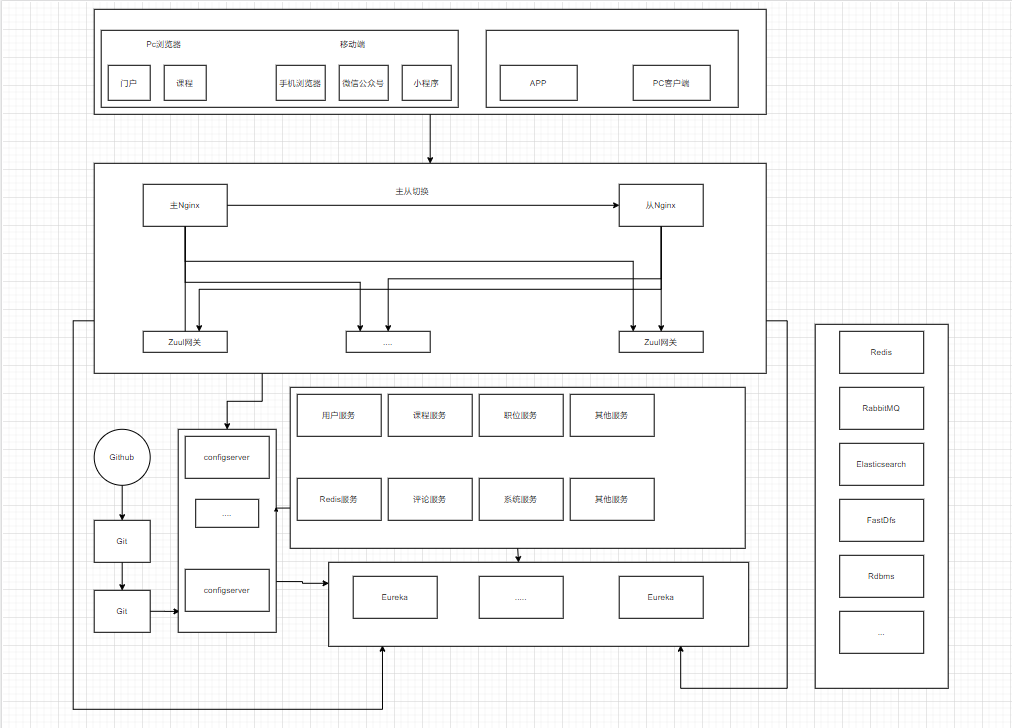 Pc浏览器
移动端
门户
课程
手机浏览器
微信公众号
小程序
APP
PC客户端
主从切换
主Nginx
从Nginx
Zuul网关
....
Zuul网关
Redis
RabbitMQ
Elasticsearch
FastDfs
Rdbms
...
用户服务
课程服务
职位服务
其他服务
Redis服务
评论服务
系统服务
其他服务
Github
Git
Git
configserver
....
configserver
Eureka
.....
Eureka